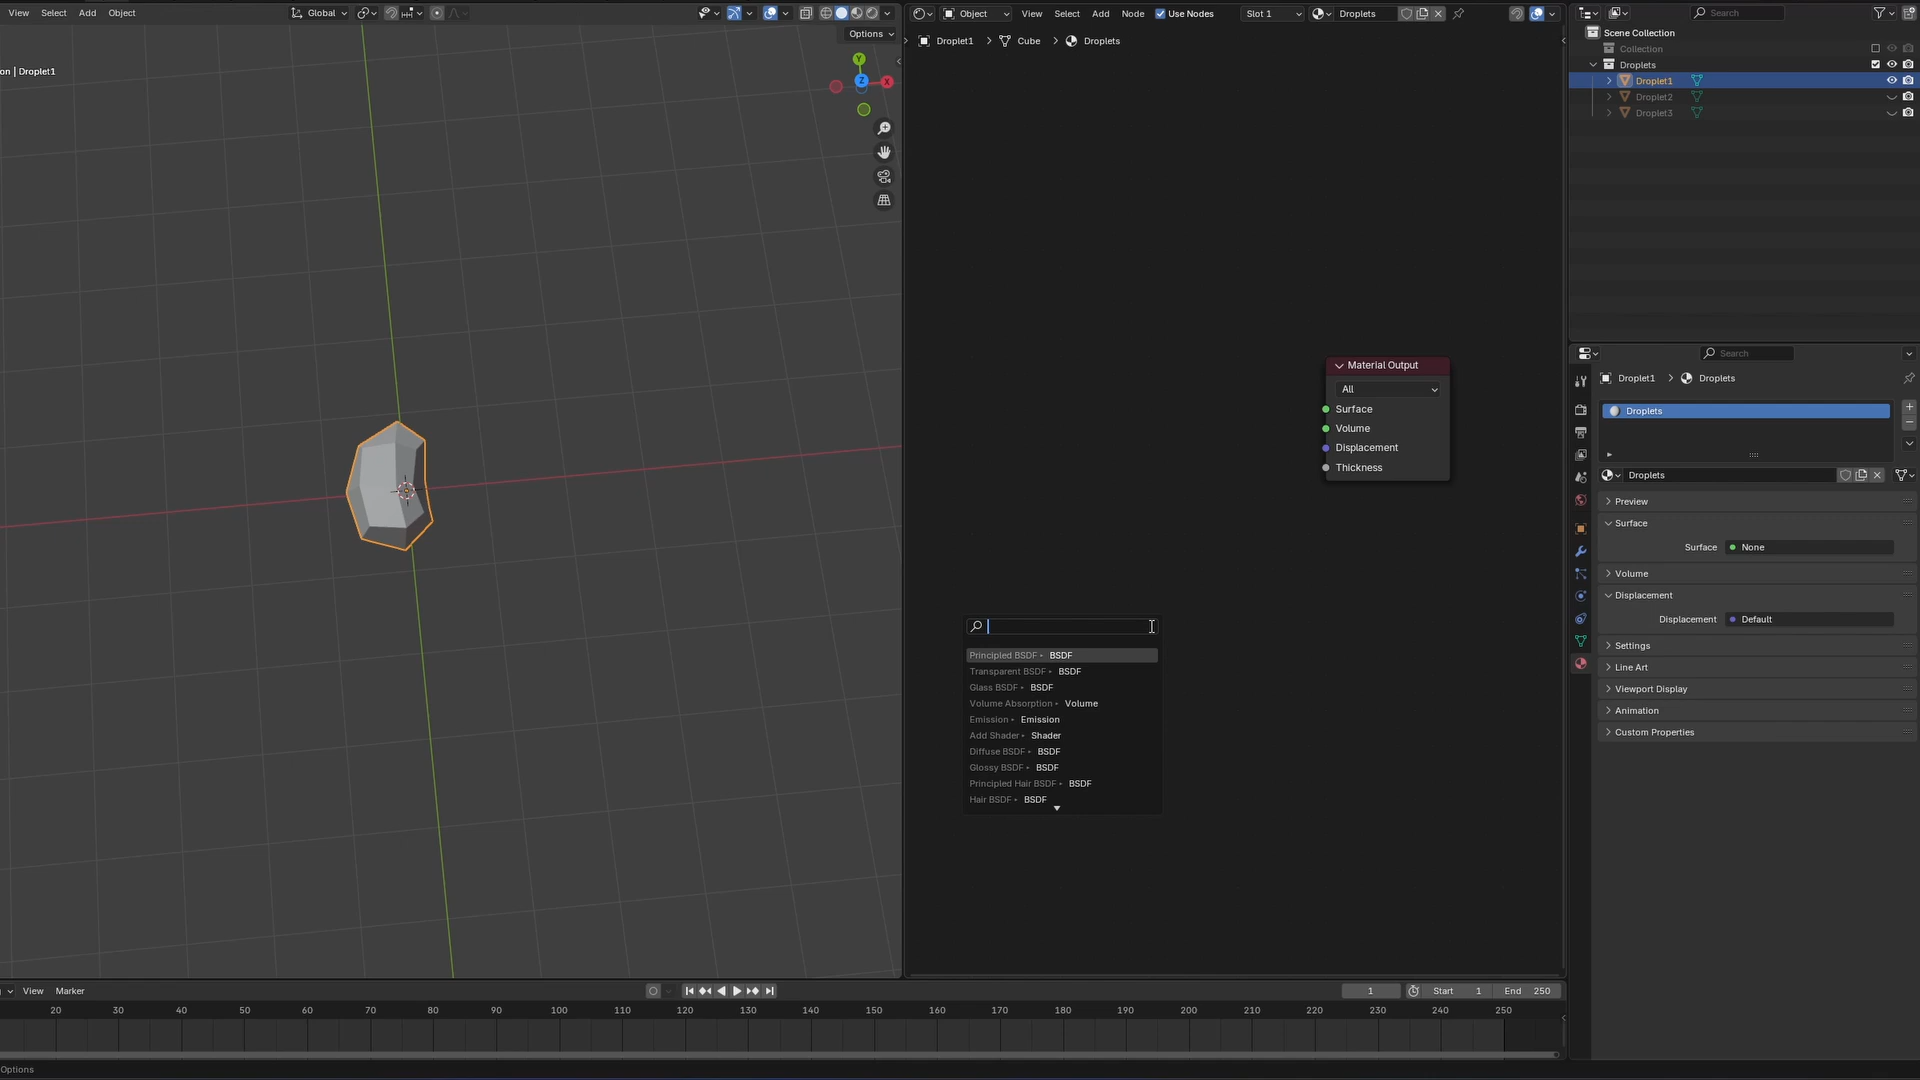 View Select Add Object Global
Options
on | Droplet1
Y
Z X
Object View Select Add Node Use Nodes Slot 1 Droplets
Droplet1 > Cube > Droplets
Material Output
All
Surface
Volume
Displacement
Thickness
Principled BSDF BSDF
Transparent BSDF BSDF
Glass BSDF BSDF
Volume Absorption Volume
Emission Emission
Add Shader Shader
Diffuse BSDF BSDF
Glossy BSDF BSDF
Principled Hair BSDF BSDF
Hair BSDF BSDF
Search
Scene Collection
Collection
Droplets
Droplet1
Droplet2
Droplet3
Search
Droplet1 > Droplets
Droplets
Droplets
Preview
Surface
Surface None
Volume
Displacement
Displacement Default
Settings
Line Art
Viewport Display
Animation
Custom Properties
View Marker 1 Start 1 End 250
20 30 40 50 60 70 80 90 100 110 120 130 140 150 160 170 180 190 200 210 220 230 240 250
Options